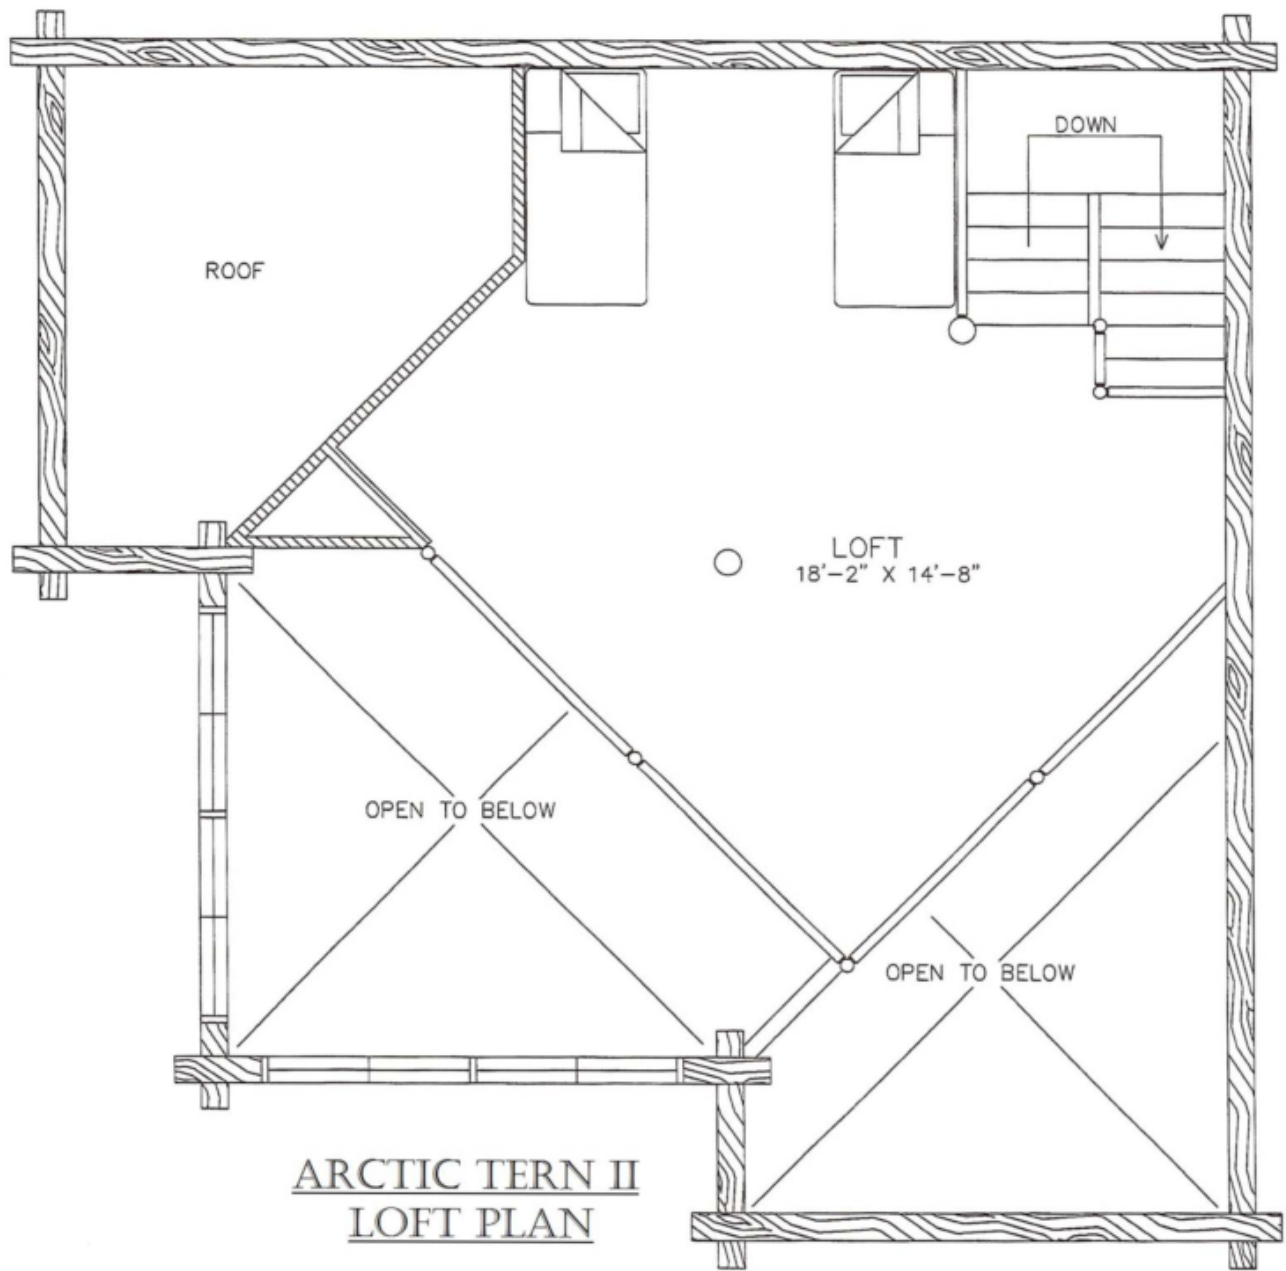 DOWN
ROOF
LOFT
18'-2" X 14'-8"
OPEN TO BELOW
OPEN TO BELOW
ARCTIC TERN II
LOFT PLAN